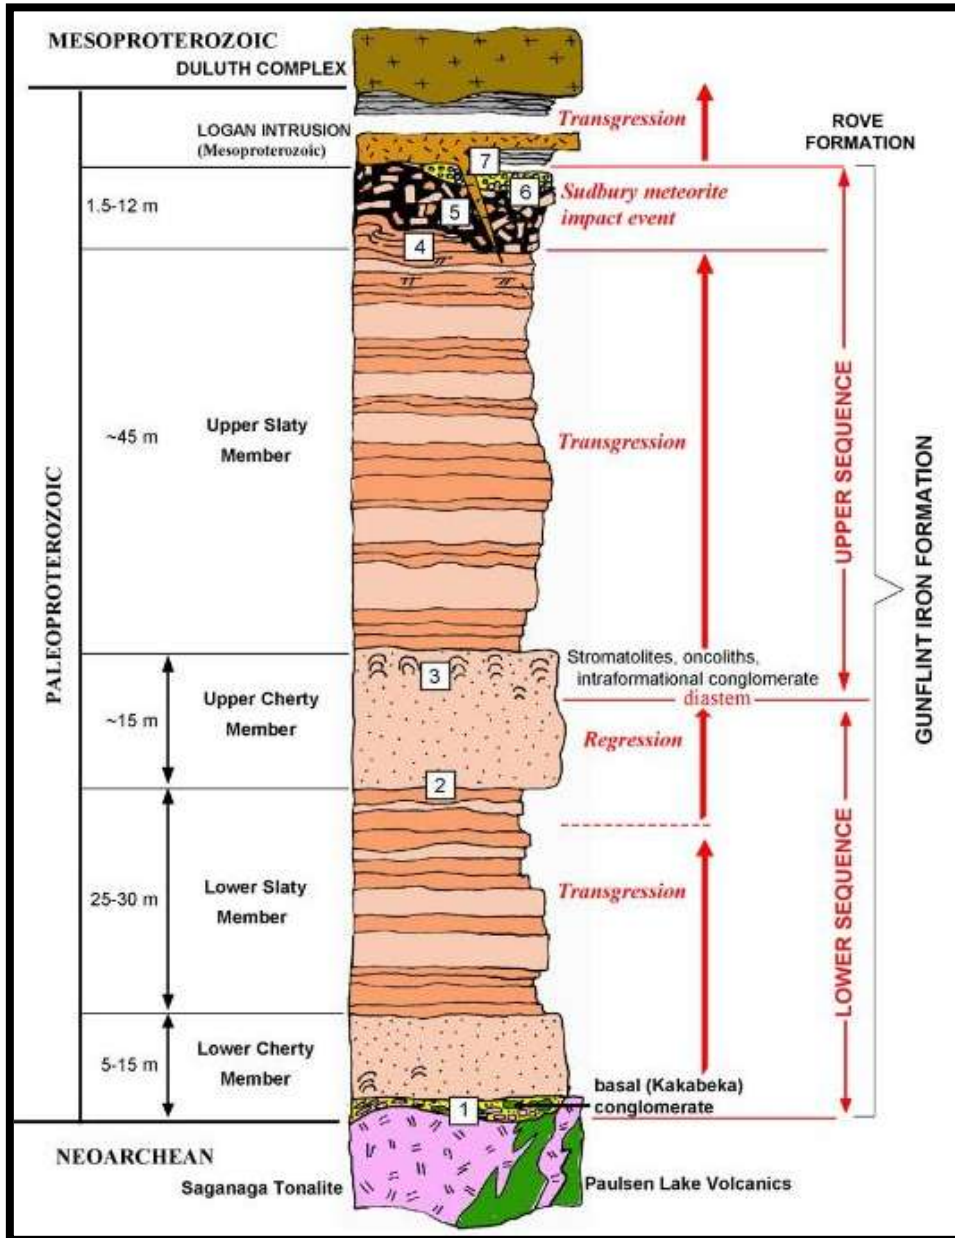 MESOPROTEROZOIC
DULUTH COMPLEX
Transgression
ROVE
FORMATION
LOGAN INTRUSION
(Mesoproterozoic)
7
6
1.5-12 m
5
Sudbury meteorite
impact event
4
PALEOPROTEROZOIC
~45 m
Upper Slaty
Member
Transgression
UPPER SEQUENCE
GUNFLINT IRON FORMATION
Stromatolites, oncoliths,
intraformational conglomerate
diastem
3
~15 m
Upper Cherty
Member
Regression
2
25-30 m
Lower Slaty
Member
Transgression
LOWER SEQUENCE
5-15 m
Lower Cherty
Member
basal (Kakabeka)
conglomerate
1
NEOARCHEAN
Saganaga Tonalite
Paulsen Lake Volcanics